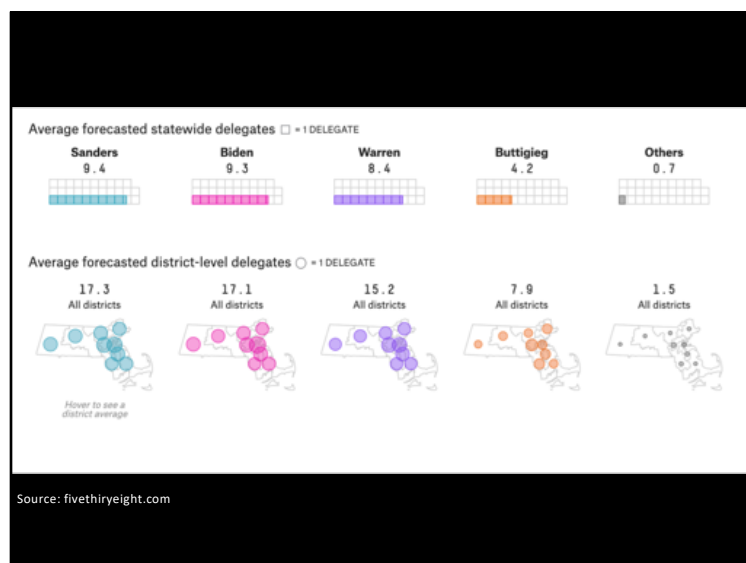 Average forecasted statewide delegates = 1 DELEGATE
Sanders Biden Warren Buttigieg Others
9.4 9.3 8.4 4.2 0.7
Average forecasted district-level delegates = 1 DELEGATE
17.3 17.1 15.2 7.9 1.5
All districts All districts All districts All districts All districts
Hover to see a
district average
Source: fivethiryeight.com